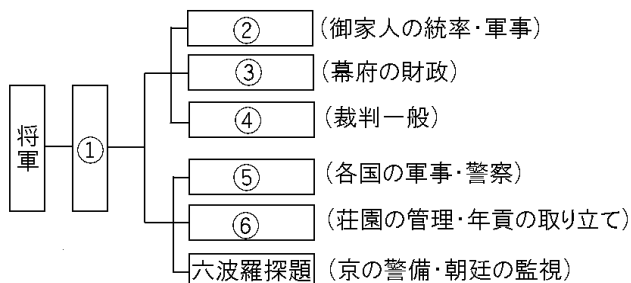 ② (御家人の統率・軍事)
③ (幕府の財政)
④ (裁判一般)
将軍
①
⑤ (各国の軍事・警察)
⑥ (荘園の管理・年貢の取り立て)
六波羅探題 (京の警備・朝廷の監視)